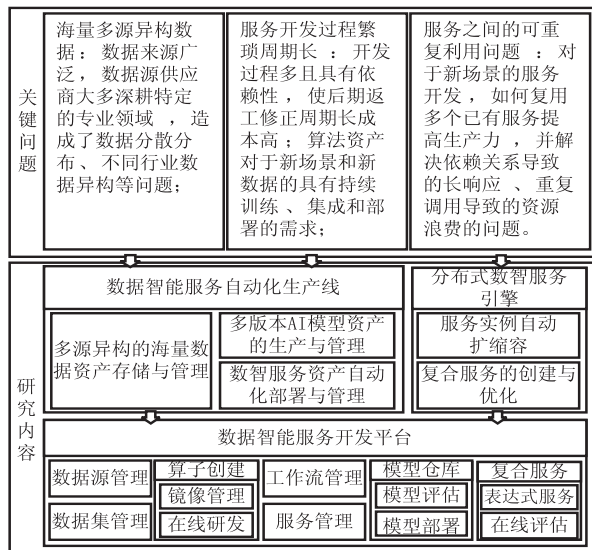 关键问题
海量多源异构数
据：数据来源广
泛，数据源供应
商大多深耕特定
的专业领域，造
成了数据分散分
布、不同行业数
据异构等问题；
服务开发过程繁
琐周期长：开发
过程多且具有依
赖性，使后期返
工修正周期长成
本高；算法资产
对于新场景和新
数据的具有持续
训练、集成和部
署的需求；
服务之间的可重
复利用问题：对
于新场景的服务
开发，如何复用
多个已有服务提
高生产力，并解
决依赖关系导致
的长响应、重复
调用导致的资源
浪费的问题。
研究内容
数据智能服务自动化生产线
多源异构的海量数
据资产存储与管理
多版本AI模型资产
的生产与管理
数智服务资产自动
化部署与管理
分布式数智服务
引擎
服务实例自动
扩缩容
复合服务的创建与
优化
数据智能服务开发平台
数据源管理
数据集管理
算子创建
镜像管理
在线研发
工作流管理
服务管理
模型仓库
模型评估
模型部署
复合服务
表达式服务
在线评估